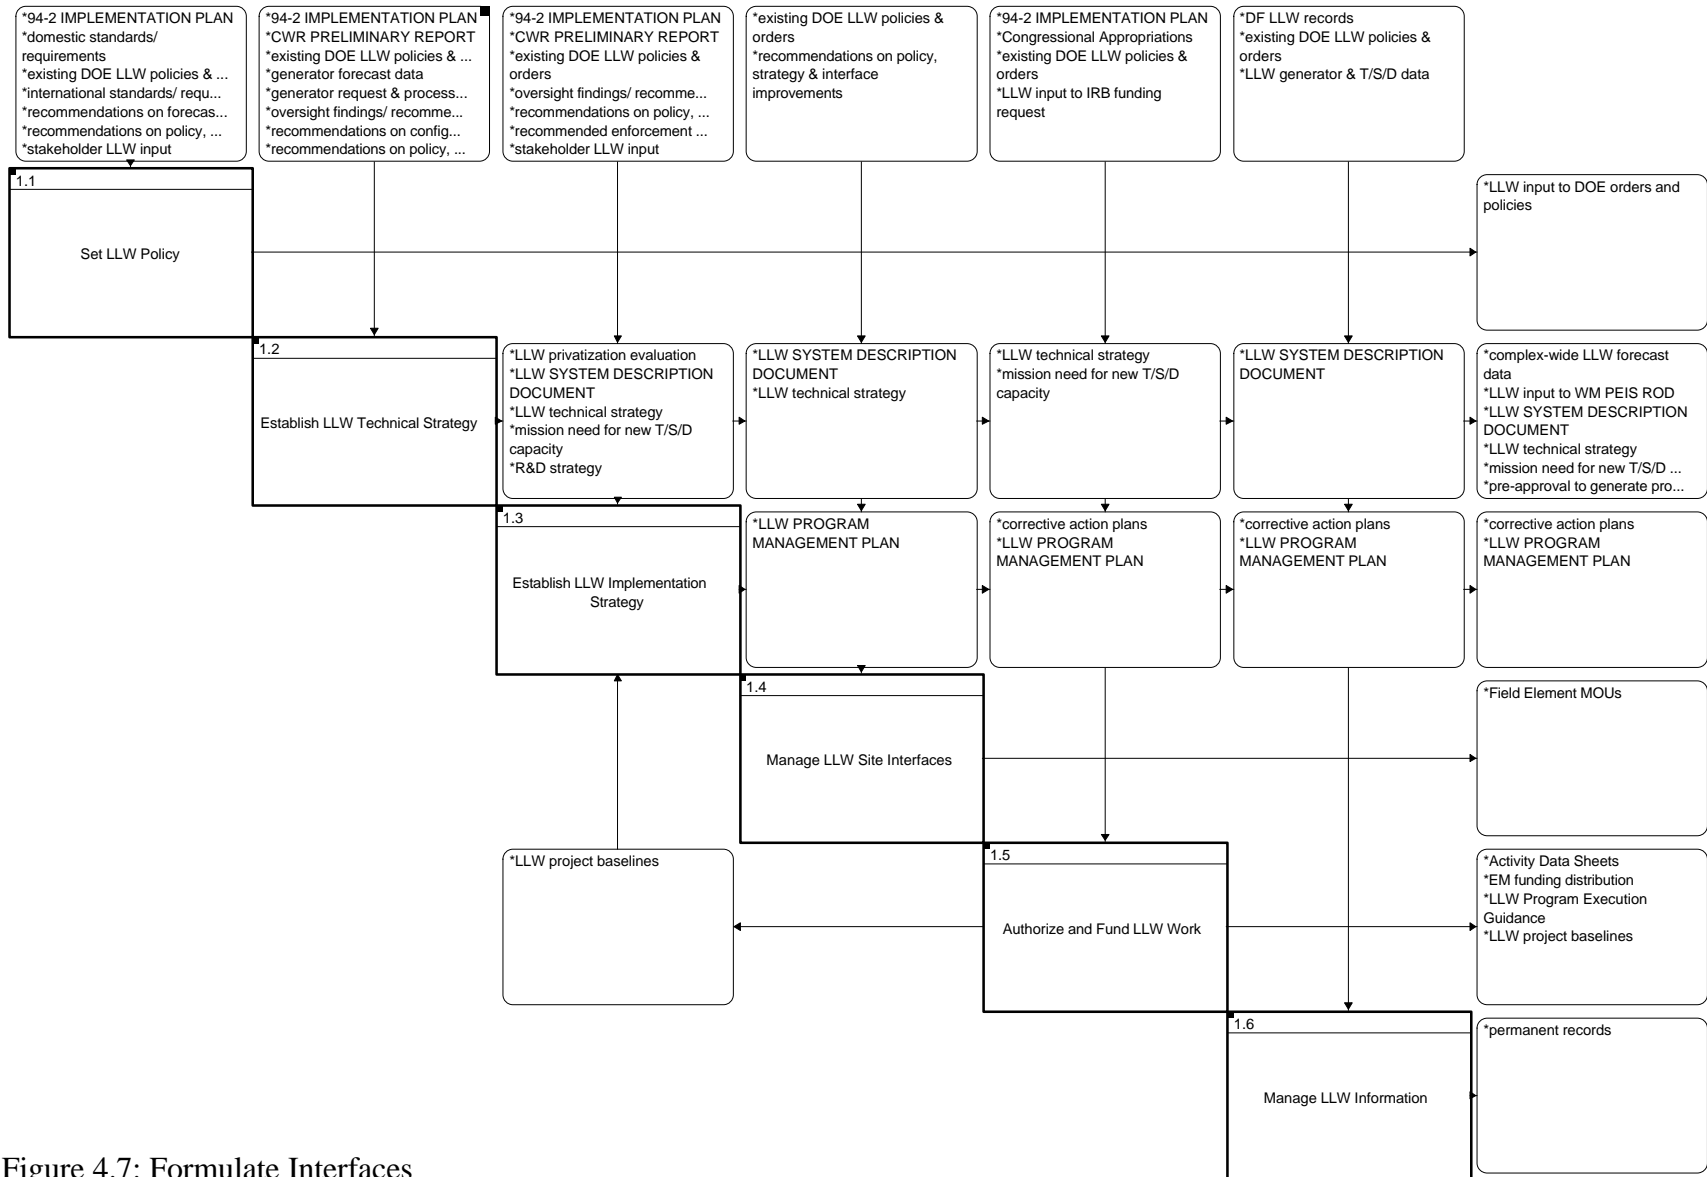 *94-2 IMPLEMENTATION PLAN
*domestic standards/
requirements
*existing DOE LLW policies & ...
*international standards/ requ...
*recommendations on forecas...
*recommendations on policy, ...
*stakeholder LLW input
*94-2 IMPLEMENTATION PLAN
*CWR PRELIMINARY REPORT
*existing DOE LLW policies & ...
*generator forecast data
*generator request & process...
*oversight findings/ recomme...
*recommendations on config...
*recommendations on policy, ...
*94-2 IMPLEMENTATION PLAN
*CWR PRELIMINARY REPORT
*existing DOE LLW policies &
orders
*oversight findings/ recomme...
*recommendations on policy, ...
*recommended enforcement ...
*stakeholder LLW input
*existing DOE LLW policies &
orders
*recommendations on policy,
strategy & interface
improvements
*94-2 IMPLEMENTATION PLAN
*Congressional Appropriations
*existing DOE LLW policies &
orders
*LLW input to IRB funding
request
*DF LLW records
*existing DOE LLW policies &
orders
*LLW generator & T/S/D data
1.1
Set LLW Policy
*LLW input to DOE orders and
policies
1.2
Establish LLW Technical Strategy
*LLW privatization evaluation
*LLW SYSTEM DESCRIPTION
DOCUMENT
*LLW technical strategy
*mission need for new T/S/D
capacity
*R&D strategy
*LLW SYSTEM DESCRIPTION
DOCUMENT
*LLW technical strategy
*LLW technical strategy
*mission need for new T/S/D
capacity
*LLW SYSTEM DESCRIPTION
DOCUMENT
*complex-wide LLW forecast
data
*LLW input to WM PEIS ROD
*LLW SYSTEM DESCRIPTION
DOCUMENT
*LLW technical strategy
*mission need for new T/S/D ...
*pre-approval to generate pro...
1.3
Establish LLW Implementation
Strategy
*LLW PROGRAM
MANAGEMENT PLAN
*corrective action plans
*LLW PROGRAM
MANAGEMENT PLAN
*corrective action plans
*LLW PROGRAM
MANAGEMENT PLAN
*corrective action plans
*LLW PROGRAM
MANAGEMENT PLAN
1.4
Manage LLW Site Interfaces
*Field Element MOUs
*LLW project baselines
1.5
Authorize and Fund LLW Work
*Activity Data Sheets
*EM funding distribution
*LLW Program Execution
Guidance
*LLW project baselines
1.6
Manage LLW Information
*permanent records
Figure 4.7: Formulate Interfaces